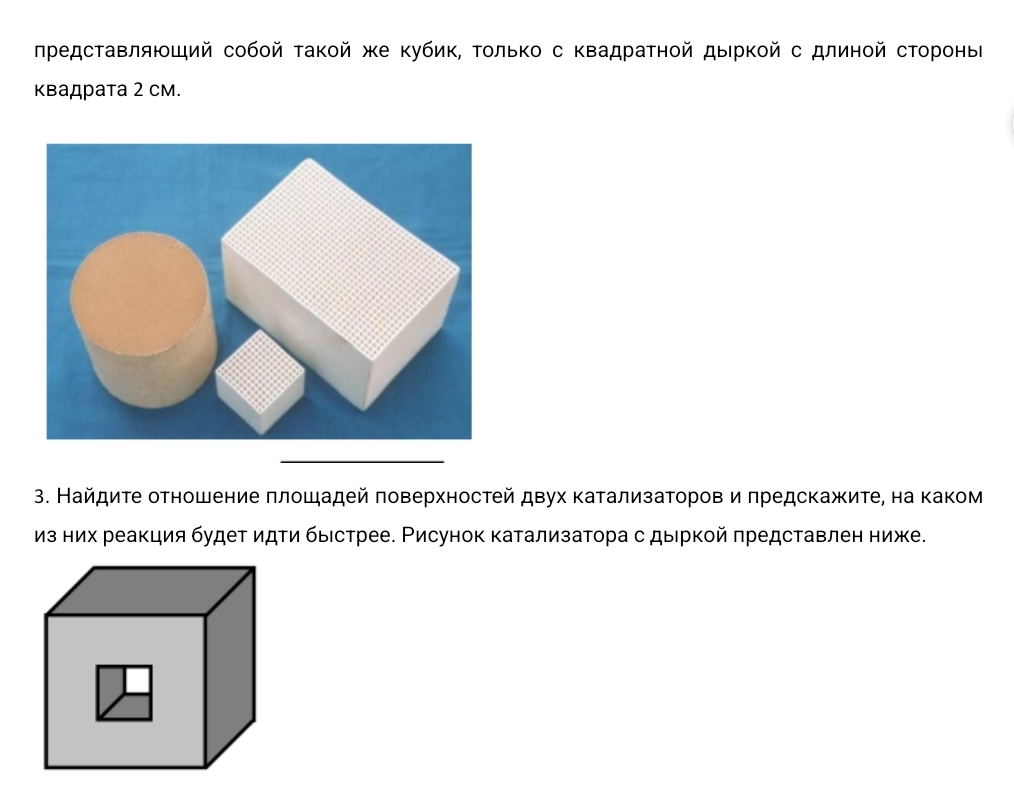 представляющий собой такой же кубик, только с квадратной дыркой с длиной стороны
квадрата 2 см.
3. Найдите отношение площадей поверхностей двух катализаторов и предскажите, на каком
из них реакция будет идти быстрее. Рисунок катализатора с дыркой представлен ниже.